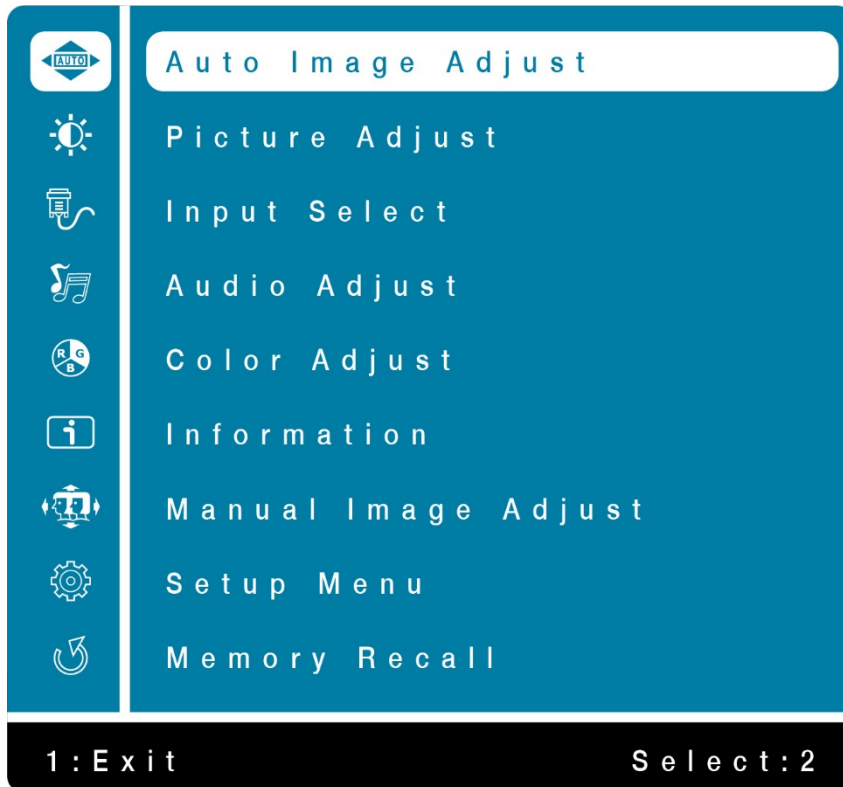 AUTO Auto Image Adjust
Picture Adjust
Input Select
Audio Adjust
R G B Color Adjust
i Information
Manual Image Adjust
Setup Menu
Memory Recall
1:Exit Select:2